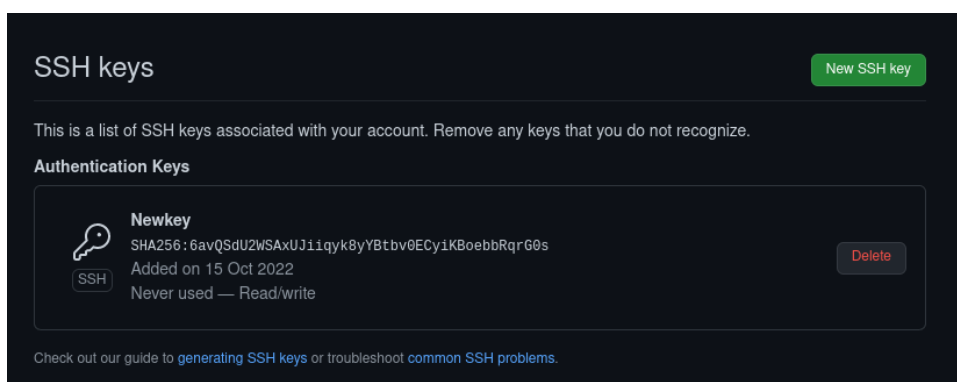 SSH keys
New SSH key
This is a list of SSH keys associated with your account. Remove any keys that you do not recognize.
Authentication Keys
Newkey
SHA256:6avQSdU2WSAxUJiiqyk8yYBtbv0ECyiKBoebbRqrG0s
SSH
Added on 15 Oct 2022
Never used — Read/write
Delete
Check out our guide to generating SSH keys or troubleshoot common SSH problems.